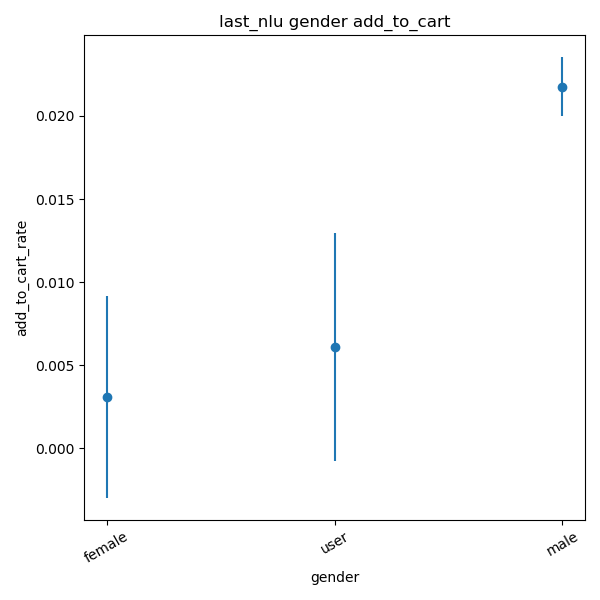 last_nlu gender add_to_cart
add_to_cart_rate
0.020
0.015
0.010
0.005
0.000
female
user
male
gender